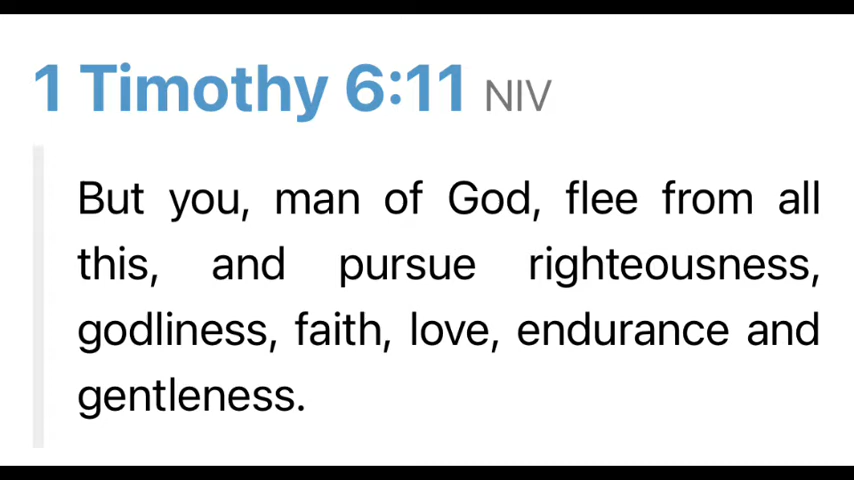 1 Timothy 6:11 NIV
But you, man of God, flee from all
this, and pursue righteousness,
godliness, faith, love, endurance and
gentleness.